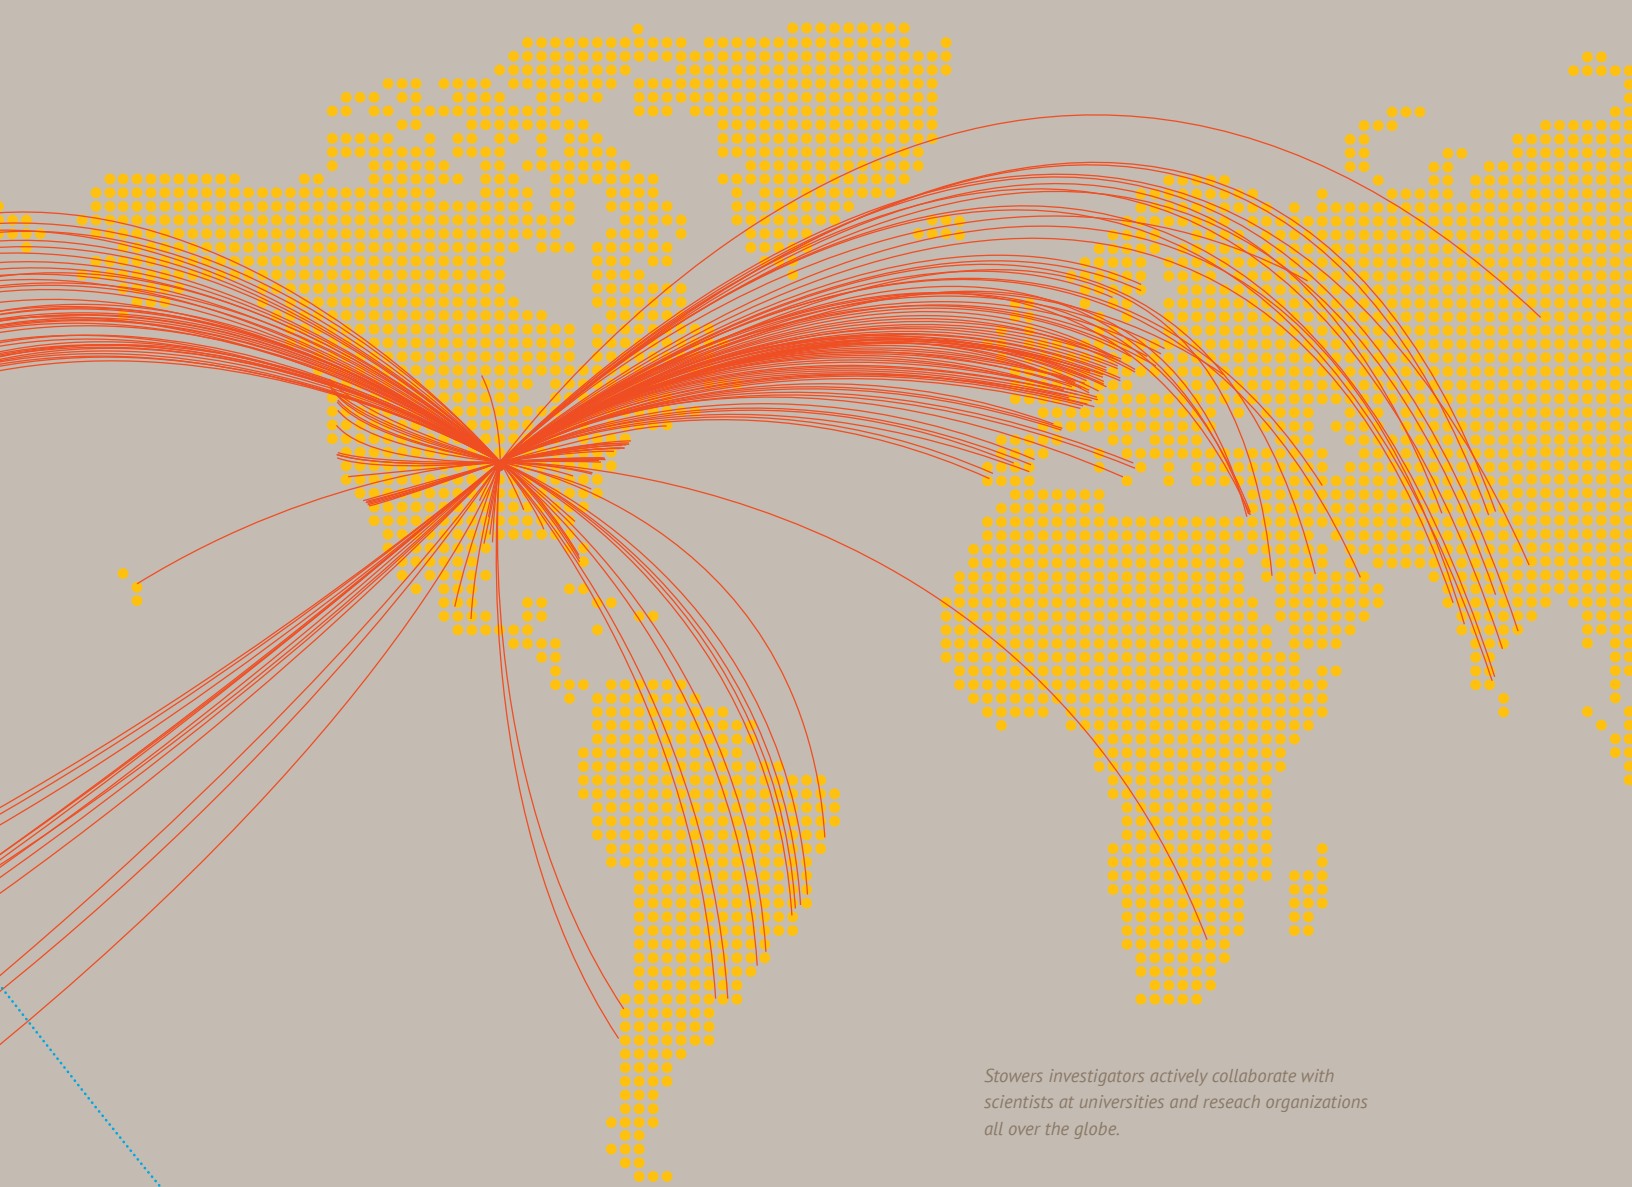 Stowers investigators actively collaborate with
scientists at universities and reseach organizations
all over the globe.